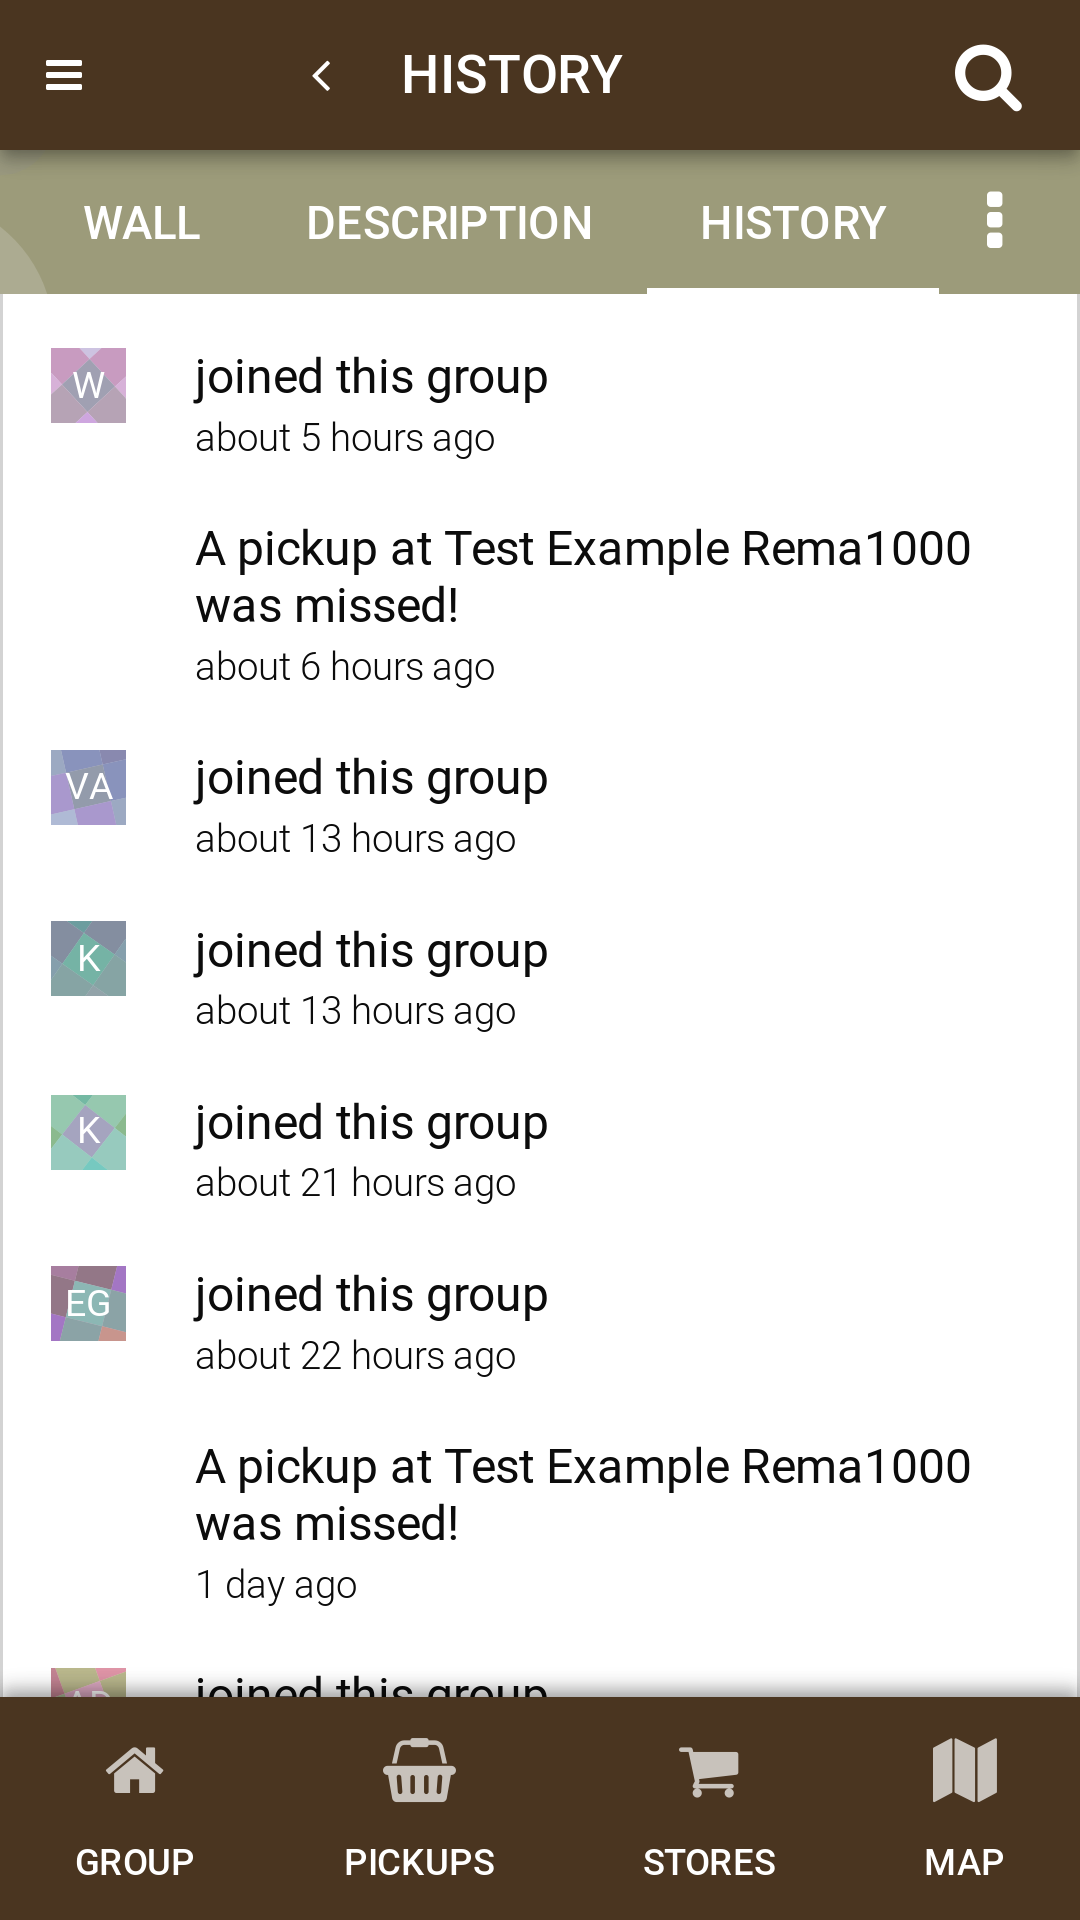 HISTORY
WALL DESCRIPTION HISTORY
W
joined this group
about 5 hours ago
A pickup at Test Example Rema1000
was missed!
about 6 hours ago
VA
joined this group
about 13 hours ago
K
joined this group
about 13 hours ago
K
joined this group
about 21 hours ago
EG
joined this group
about 22 hours ago
A pickup at Test Example Rema1000
was missed!
1 day ago
joined this group
GROUP PICKUPS STORES MAP